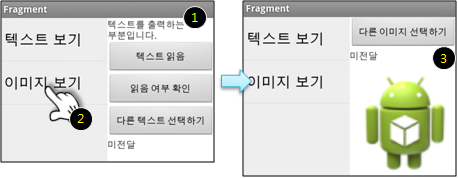 Fragment
텍스트 보기
이미지 보기
텍스트를 출력하는
부분입니다.
1
텍스트 읽음
읽음 여부 확인
다른 텍스트 선택하기
미전달
2
Fragment
텍스트 보기
이미지 보기
다른 이미지 선택하기
미전달
3